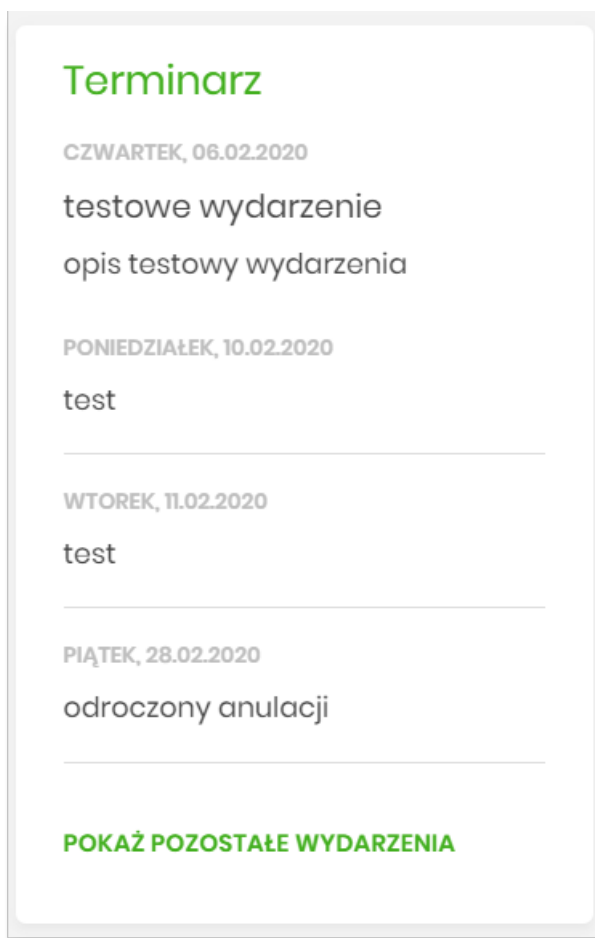 Terminarz
CZWARTEK, 06.02.2020
testowe wydarzenie
opis testowy wydarzenia
PONIEDZIAŁEK, 10.02.2020
test
WTOREK, 11.02.2020
test
PIĄTEK, 28.02.2020
odroczony anulacji
POKAŻ POZOSTAŁE WYDARZENIA